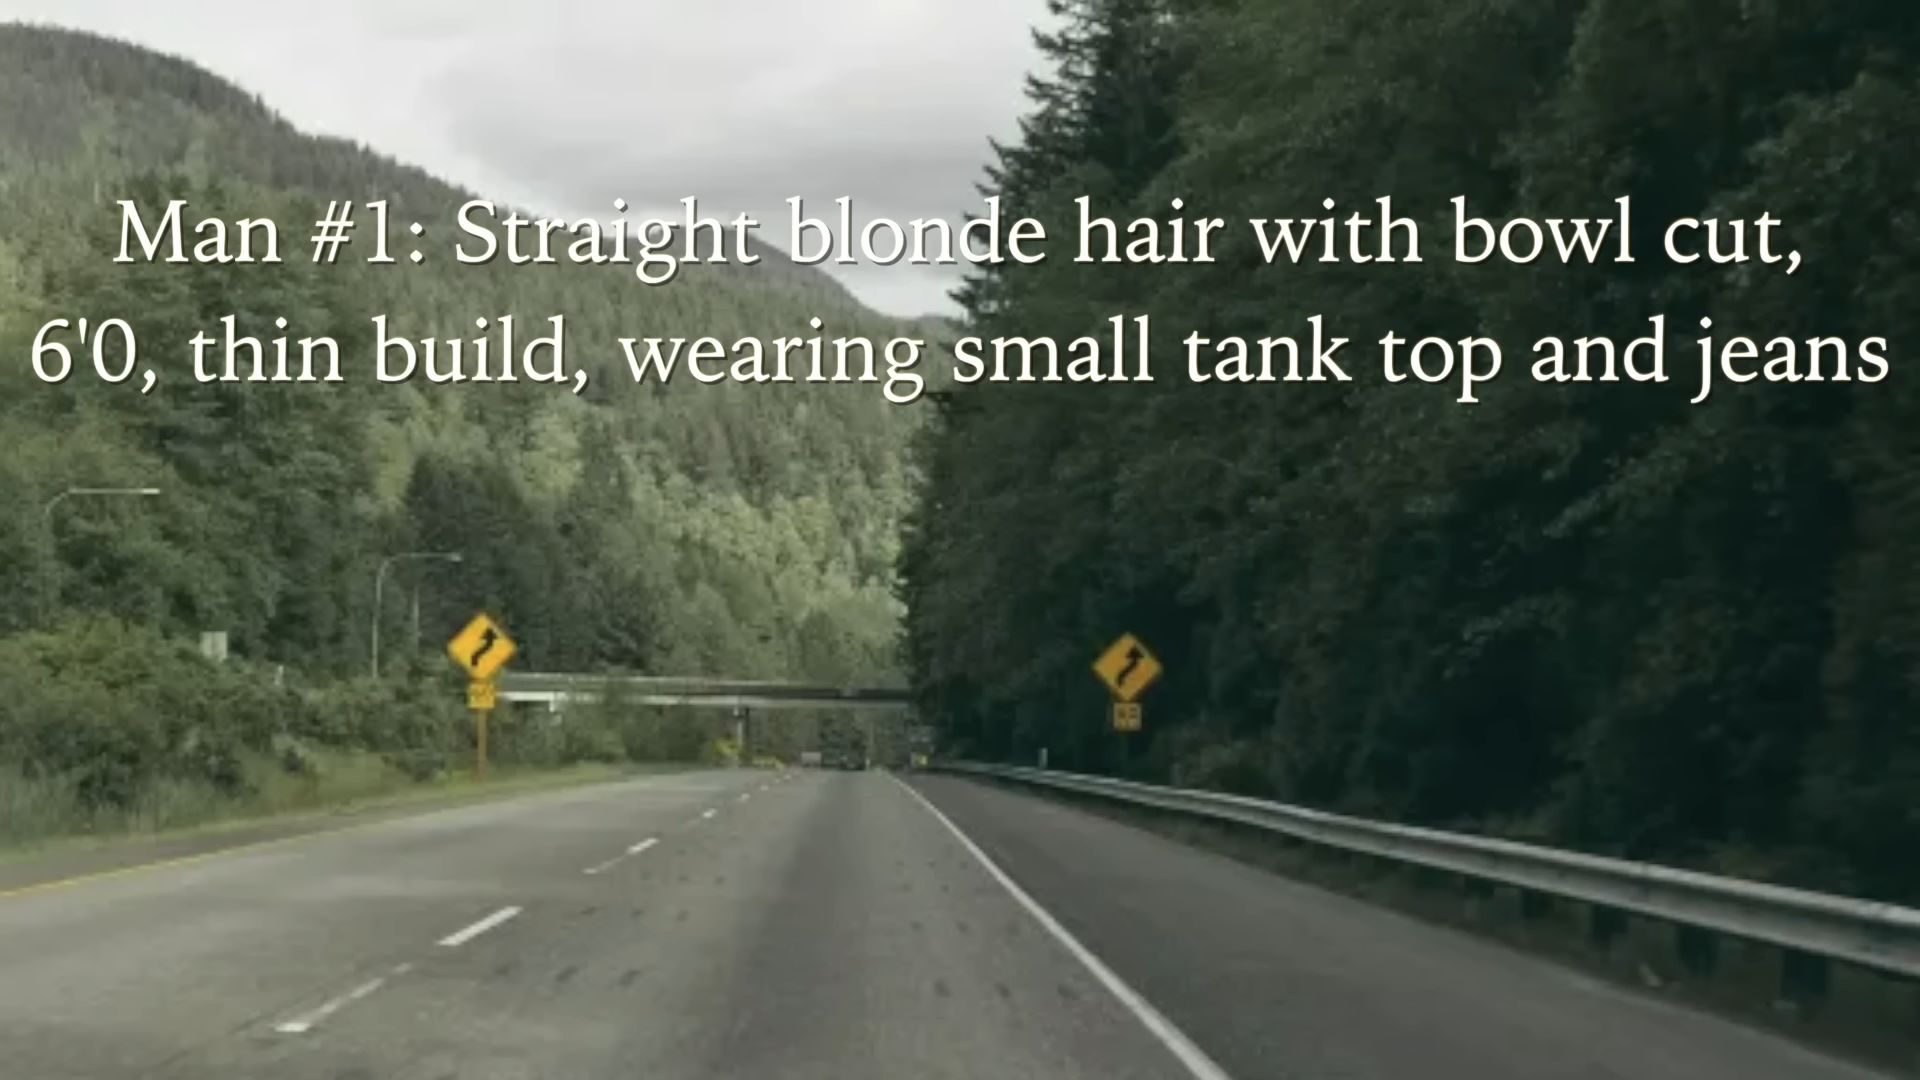 Man #1: Straight blonde hair with bowl cut,
6'0, thin build, wearing small tank top and jeans